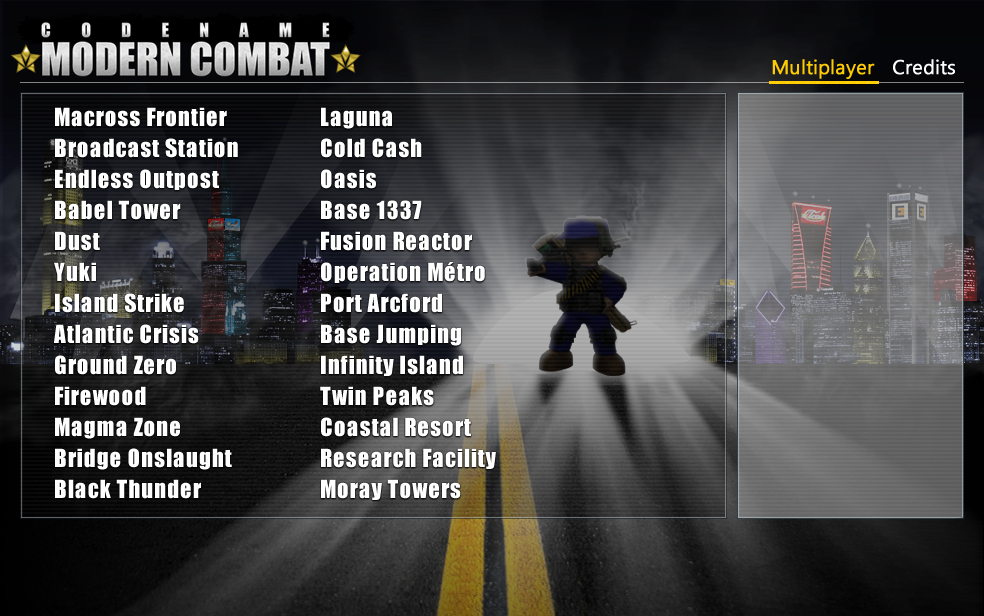 CODENAME
MODERN COMBAT
Multiplayer Credits
Macross Frontier
Broadcast Station
Endless Outpost
Babel Tower
Dust
Yuki
Island Strike
Atlantic Crisis
Ground Zero
Firewood
Magma Zone
Bridge Onslaught
Black Thunder
Laguna
Cold Cash
Oasis
Base 1337
Fusion Reactor
Operation Métro
Port Arcford
Base Jumping
Infinity Island
Twin Peaks
Coastal Resort
Research Facility
Moray Towers